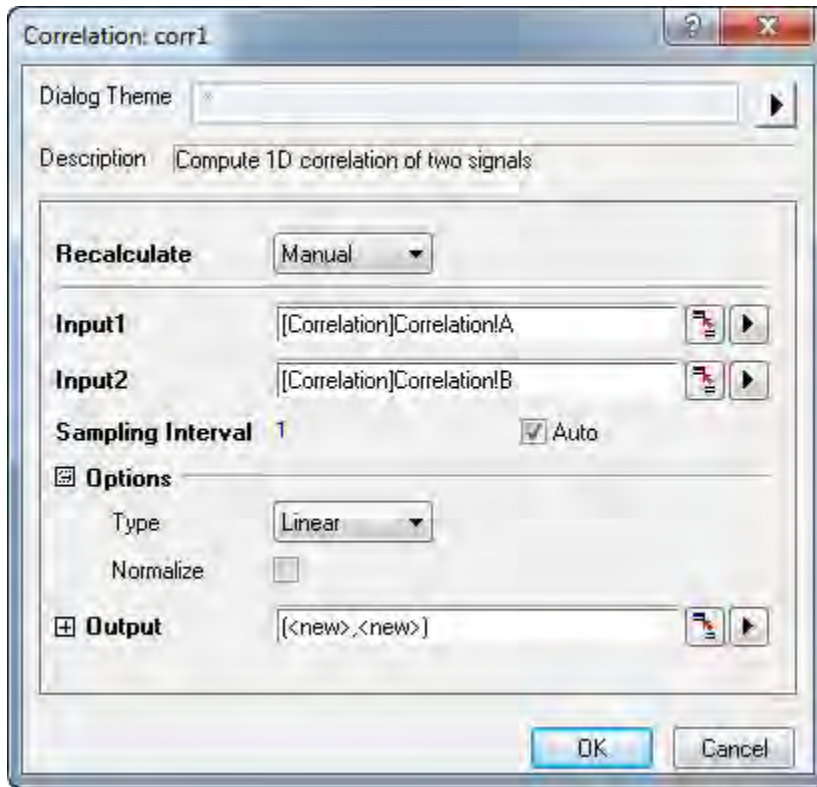 Correlation: corr1
Dialog Theme *
Description Compute 1D correlation of two signals
Recalculate Manual
Input1 [Correlation]Correlation!A
Input2 [Correlation]Correlation!B
Sampling Interval 1 Auto
Options
Type Linear
Normalize
Output (<new>,<new>)
OK Cancel